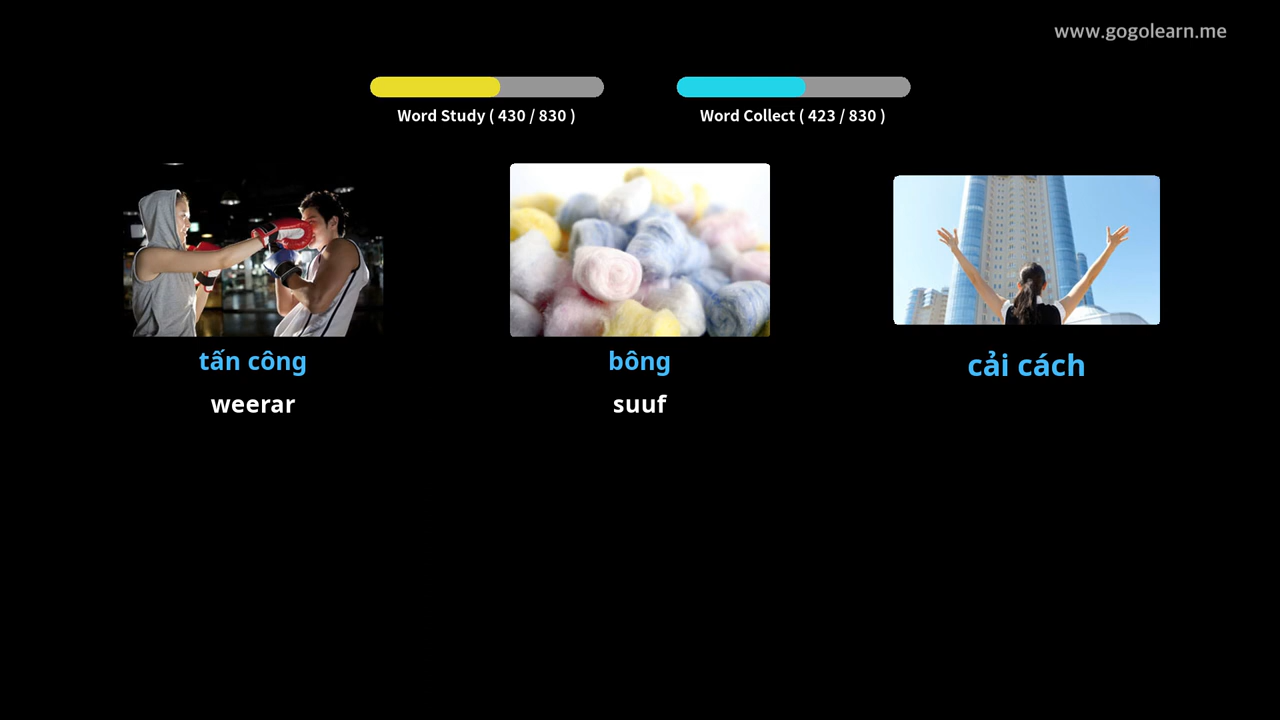 www.gogolearn.me
Word Study ( 430 / 830 )
Word Collect ( 423 / 830 )
tấn công
bông
cải cách
weerar
suuf